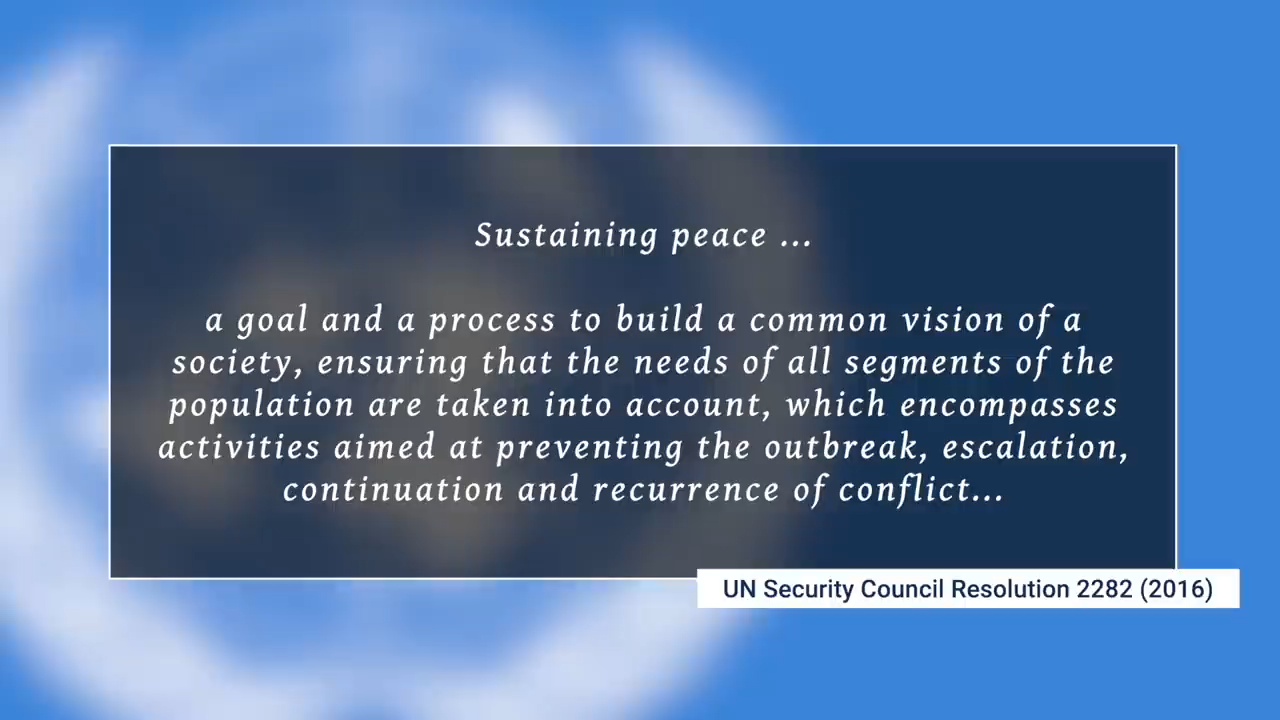 Sustaining peace ...
a goal and a process to build a common vision of a
society, ensuring that the needs of all segments of the
population are taken into account, which encompasses
activities aimed at preventing the outbreak, escalation,
continuation and recurrence of conflict...
UN Security Council Resolution 2282 (2016)